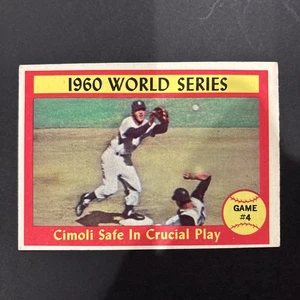 1960 WORLD SERIES
GAME
#4
Cimoli Safe In Crucial Play